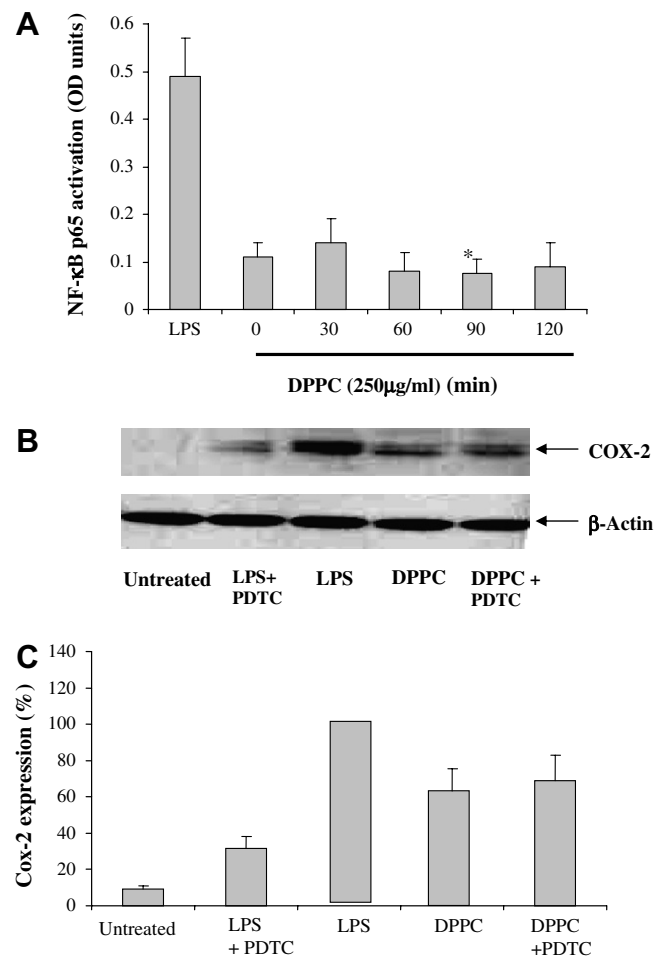 A
NF-κB p65 activation (OD units)
0.6
0.5
0.4
0.3
0.2
0.1
0
*
LPS 0 30 60 90 120
DPPC (250μg/ml) (min)
B
COX-2
β-Actin
Untreated LPS+ PDTC LPS DPPC DPPC + PDTC
C
Cox-2 expression (%)
140
120
100
80
60
40
20
0
Untreated LPS + PDTC LPS DPPC DPPC +PDTC